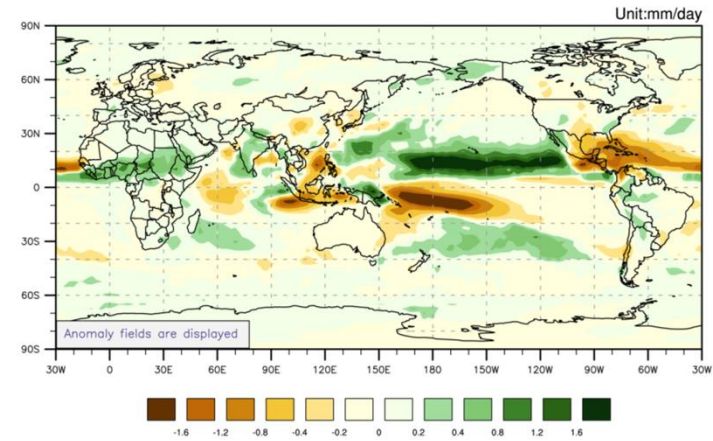 Unit:mm/day
90N
60N
30N
0
30S
60S
90S
Anomaly fields are displayed
30W 0 30E 60E 90E 120E 150E 180 150W 120W 90W 60W 30W
-1.6 -1.2 -0.8 -0.4 -0.2 0 0.2 0.4 0.8 1.2 1.6